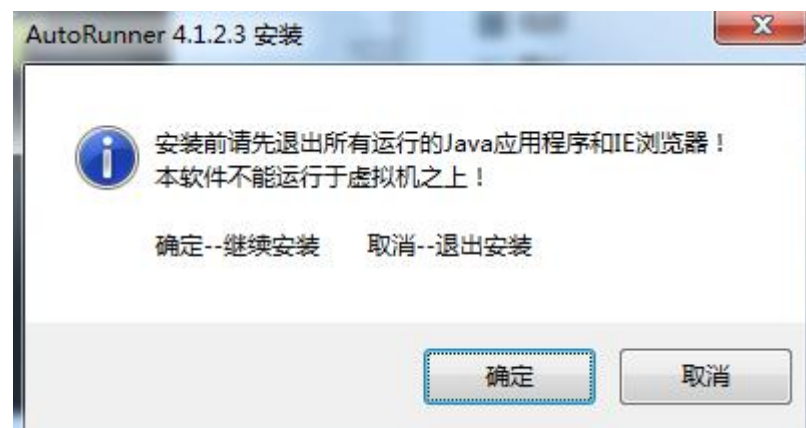 AutoRunner 4.1.2.3 安装
安装前请先退出所有运行的Java应用程序和IE浏览器！
本软件不能运行于虚拟机之上！
确定--继续安装 取消--退出安装
确定 取消